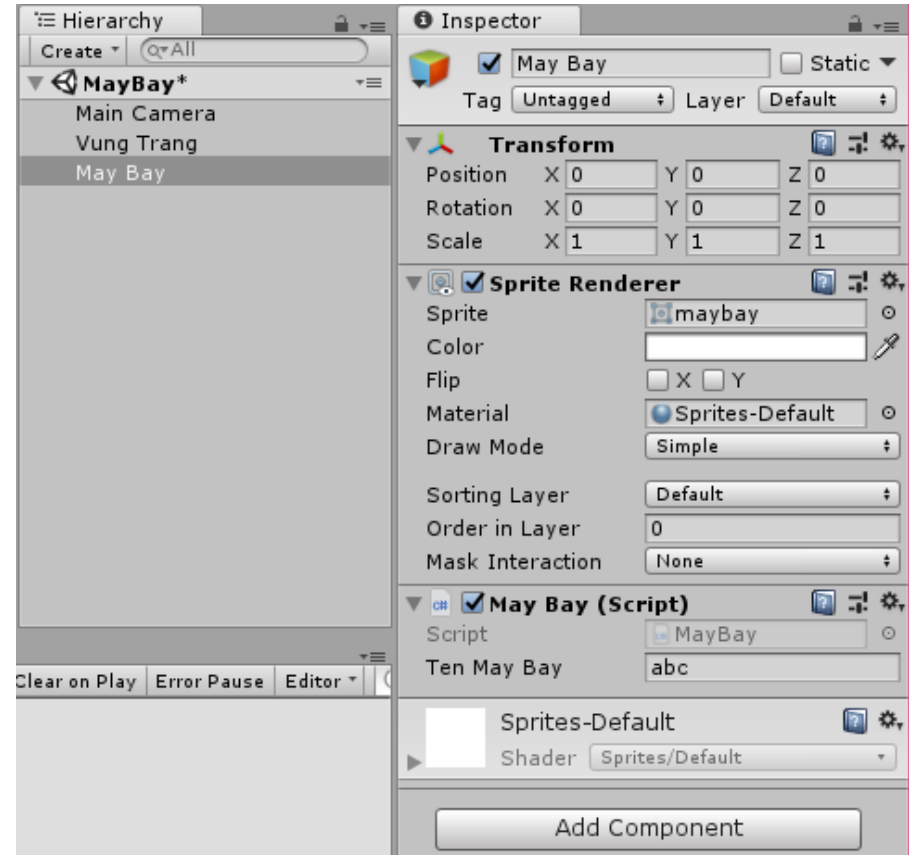 Hierarchy
Create All
MayBay*
Main Camera
Vung Trang
May Bay
Clear on Play Error Pause Editor
Inspector
May Bay Static
Tag Untagged Layer Default
Transform
Position X 0 Y 0 Z 0
Rotation X 0 Y 0 Z 0
Scale X 1 Y 1 Z 1
Sprite Renderer
Sprite maybay
Color
Flip X Y
Material Sprites-Default
Draw Mode Simple
Sorting Layer Default
Order in Layer 0
Mask Interaction None
c# May Bay (Script)
Script MayBay
Ten May Bay abc
Sprites-Default
Shader Sprites/Default
Add Component